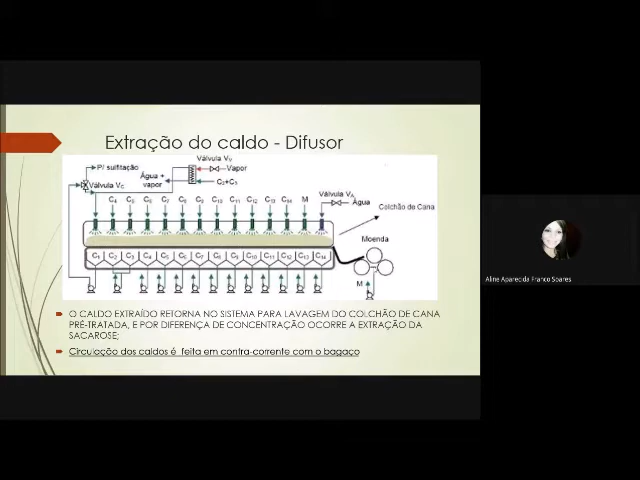 Extração do caldo - Difusor
Válvula Vv
P/ sulfitação
Água + vapor
Vapor
Válvula Vc
C2+C3
Válvula VA
Água
C4 C5 C6 C7 C8 C9 C10 C11 C12 C13 C14 M
Colchão de Cana
Moenda
C1 C2 C3 C4 C5 C6 C7 C8 C9 C10 C11 C12 C13 C14
M
O CALDO EXTRAÍDO RETORNA NO SISTEMA PARA LAVAGEM DO COLCHÃO DE CANA
PRÉ-TRATADA, E POR DIFERENÇA DE CONCENTRAÇÃO OCORRE A EXTRAÇÃO DA
SACAROSE;
Circulação dos caldos é feita em contra-corrente com o bagaço
Aline Aparecida Franco Soares